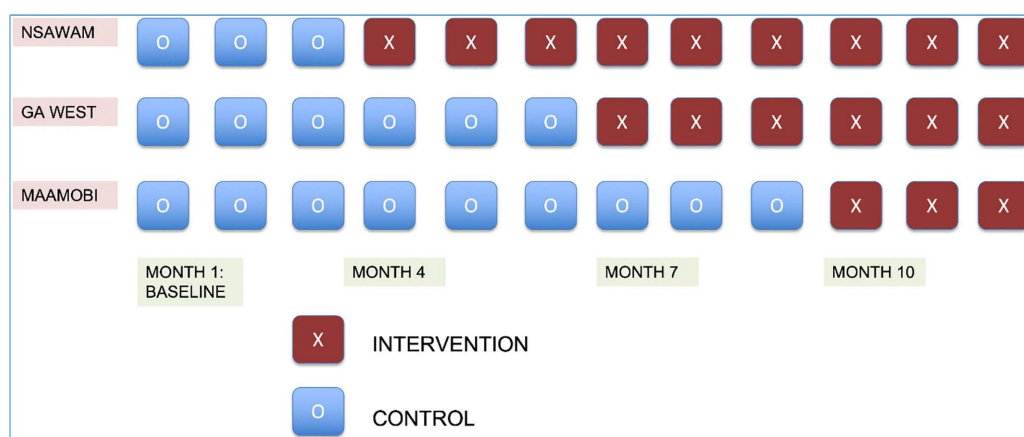 NSAWAM O O O X X X X X X X X X
GA WEST O O O O O O X X X X X X
MAAMOBI O O O O O O O O O X X X
MONTH 1: MONTH 4 MONTH 7 MONTH 10
BASELINE
X INTERVENTION
O CONTROL